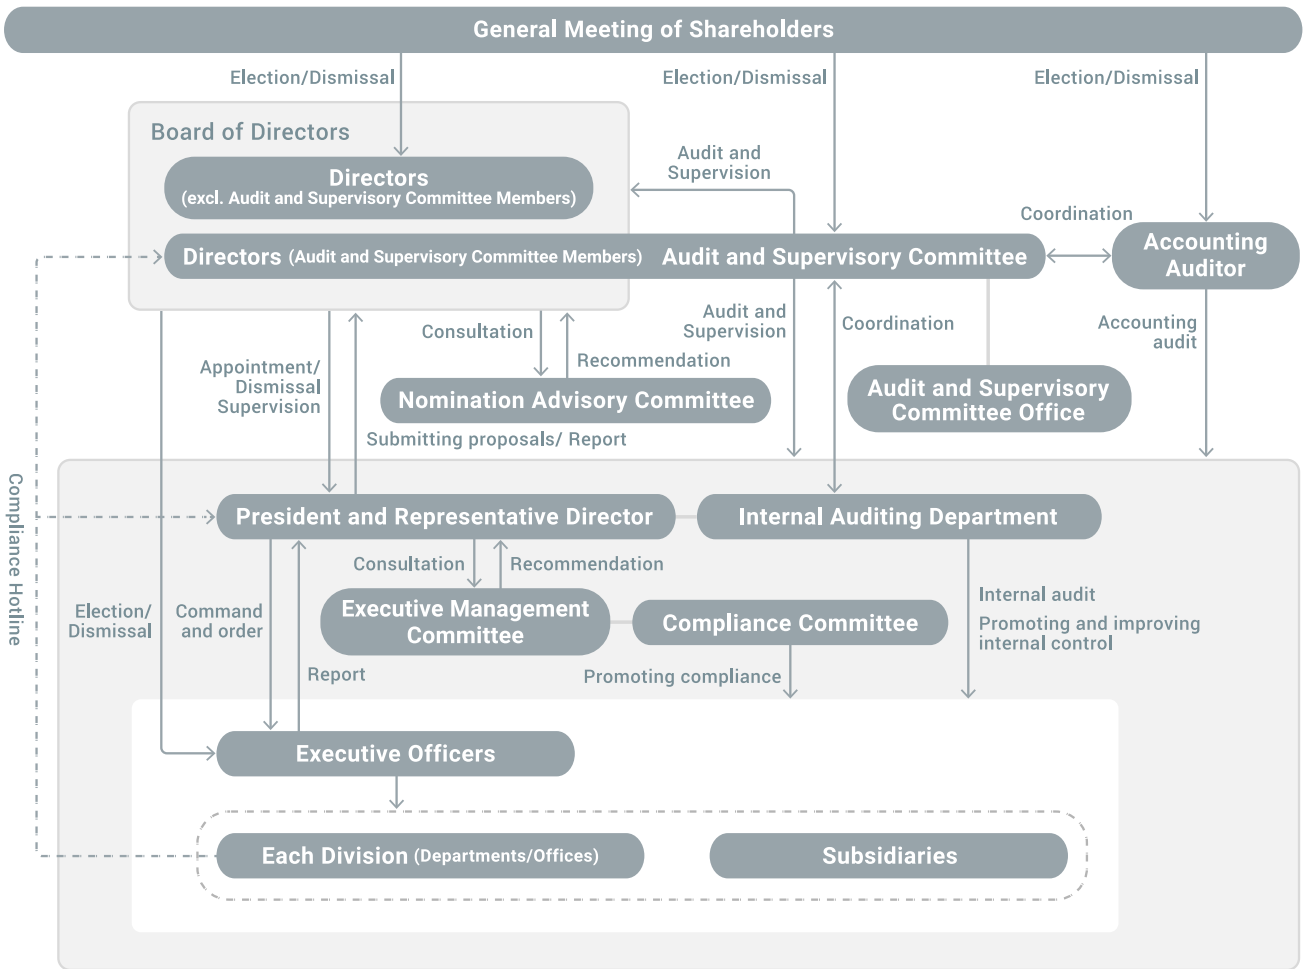 General Meeting of Shareholders
Election/Dismissal
Election/Dismissal
Election/Dismissal
Board of Directors
Directors
(excl. Audit and Supervisory Committee Members)
Audit and
Supervision
Coordination
Directors (Audit and Supervisory Committee Members)
Audit and Supervisory Committee
Accounting
Auditor
Appointment/
Dismissal
Supervision
Consultation
Recommendation
Audit and
Supervision
Coordination
Accounting
audit
Nomination Advisory Committee
Audit and Supervisory
Committee Office
Submitting proposals/ Report
Compliance Hotline
President and Representative Director
Internal Auditing Department
Consultation
Recommendation
Election/
Dismissal
Command
and order
Executive Management
Committee
Compliance Committee
Internal audit
Promoting and improving
internal control
Report
Promoting compliance
Executive Officers
Each Division (Departments/Offices)
Subsidiaries